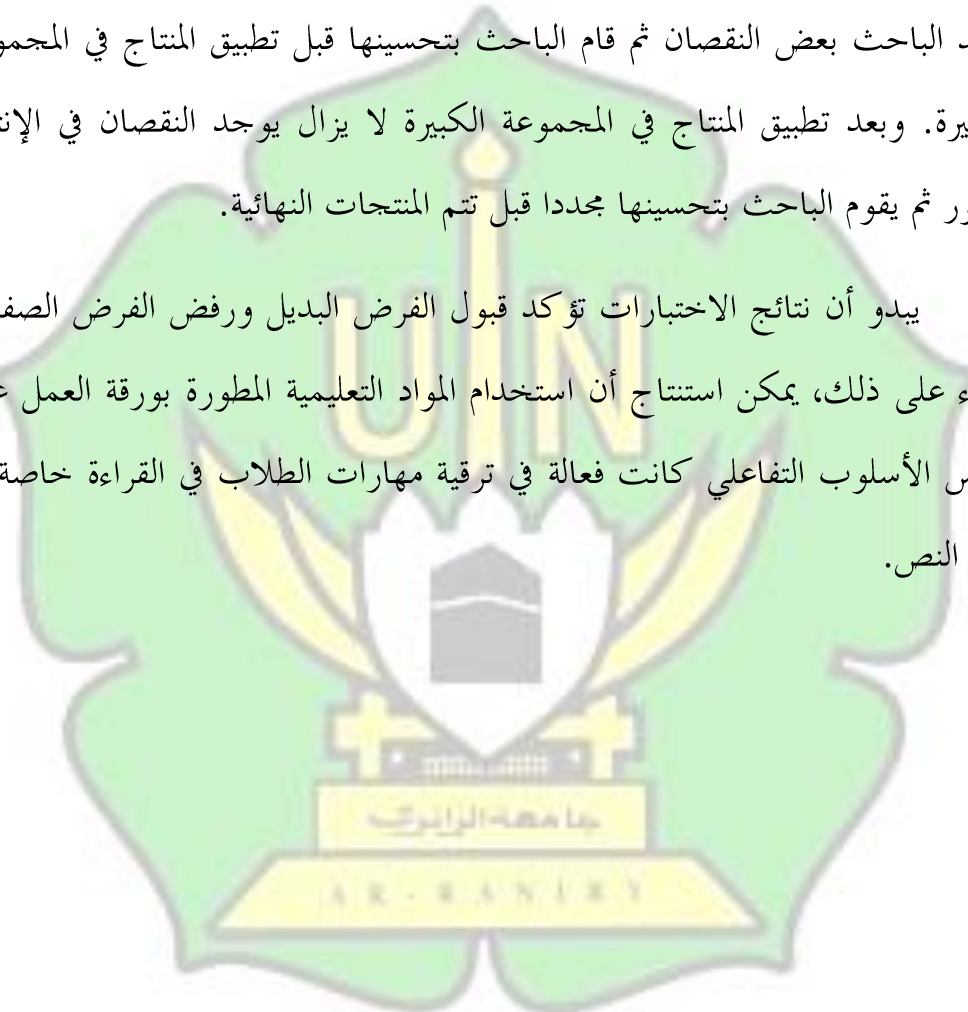 د الباحث بعض النقصان ثم قام الباحث بتحسينها قبل تطبيق المنتاج في المجمو
يرة. وبعد تطبيق المنتاج في المجموعة الكبيرة لا يزال يوجد النقصان في الإنت
ور ثم يقوم الباحث بتحسينها مجددا قبل تتم المنتجات النهائية.
يبدو أن نتائج الاختبارات تؤكد قبول الفرض البديل ورفض الفرض الصف
ء على ذلك، يمكن استنتاج أن استخدام المواد التعليمية المطورة بورقة العمل ع
س الأسلوب التفاعلي كانت فعالة في ترقية مهارات الطلاب في القراءة خاصة
النص.
UIN
جامعة الرانري
AR-RANIRY